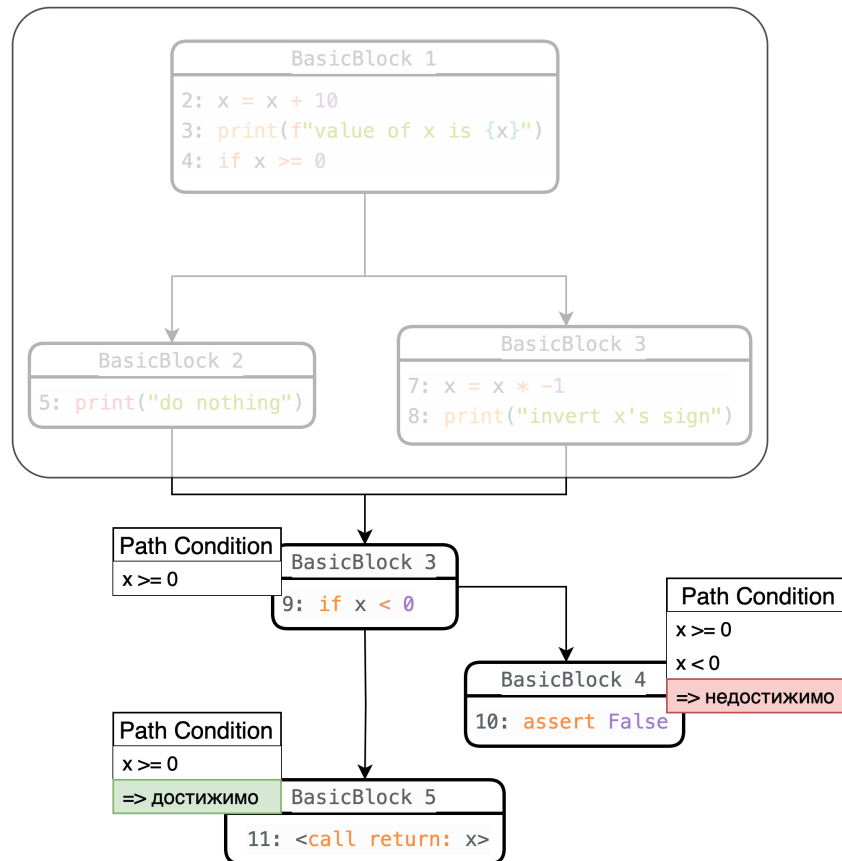 BasicBlock 1
2: x = x + 10
3: print(f"value of x is {x}")
4: if x >= 0
BasicBlock 2
5: print("do nothing")
BasicBlock 3
7: x = x * -1
8: print("invert x's sign")
Path Condition
x >= 0
BasicBlock 3
9: if x < 0
Path Condition
x >= 0
x < 0
=> недостижимо
BasicBlock 4
10: assert False
Path Condition
x >= 0
=> достижимо
BasicBlock 5
11: <call return: x>